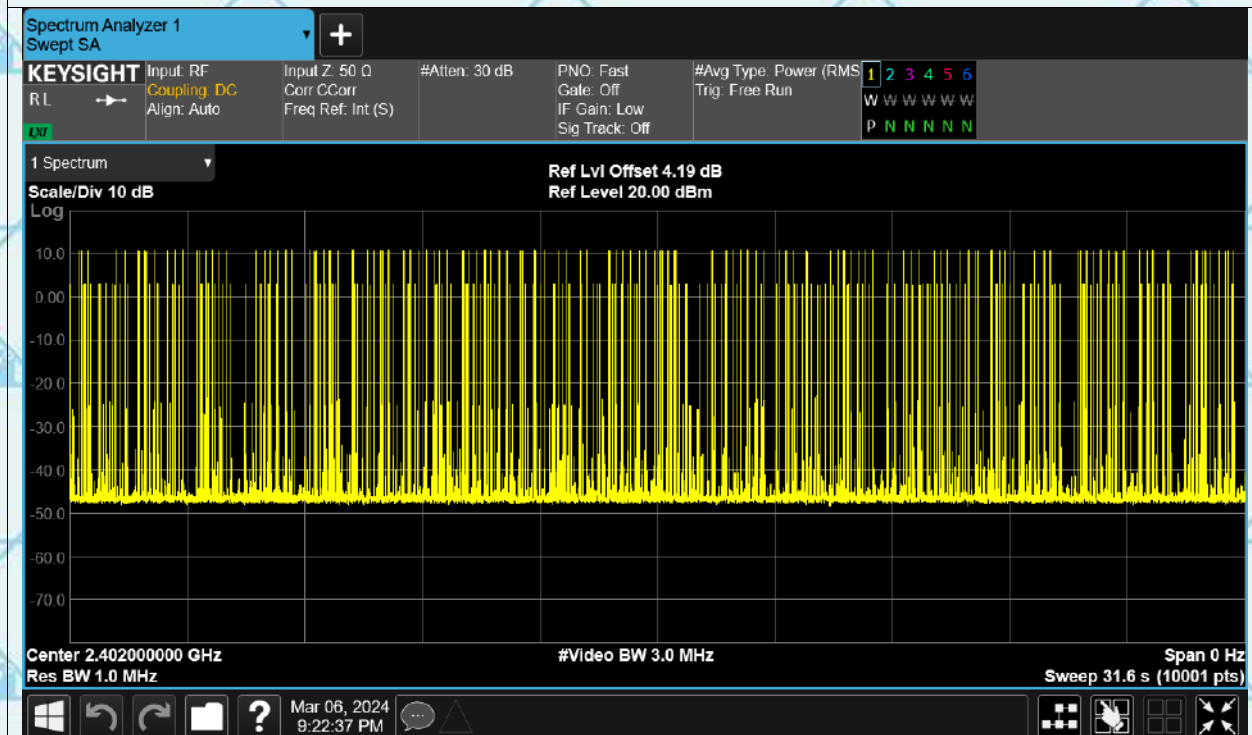 Spectrum Analyzer 1
Swept SA
+
KEYSIGHT
RL
LXI
Input: RF
Coupling: DC
Align: Auto
Input Z: 50 Ω
Corr CCorr
Freq Ref: Int (S)
#Atten: 30 dB
PNO: Fast
Gate: Off
IF Gain: Low
Sig Track: Off
#Avg Type: Power (RMS
Trig: Free Run
1 2 3 4 5 6
W W W W W W
P N N N N N
1 Spectrum
Scale/Div 10 dB
Ref Lvl Offset 4.19 dB
Ref Level 20.00 dBm
Log
10.0
0.00
-10.0
-20.0
-30.0
-40.0
-50.0
-60.0
-70.0
Center 2.402000000 GHz
#Video BW 3.0 MHz
Span 0 Hz
Res BW 1.0 MHz
Sweep 31.6 s (10001 pts)
?
Mar 06, 2024
9:22:37 PM